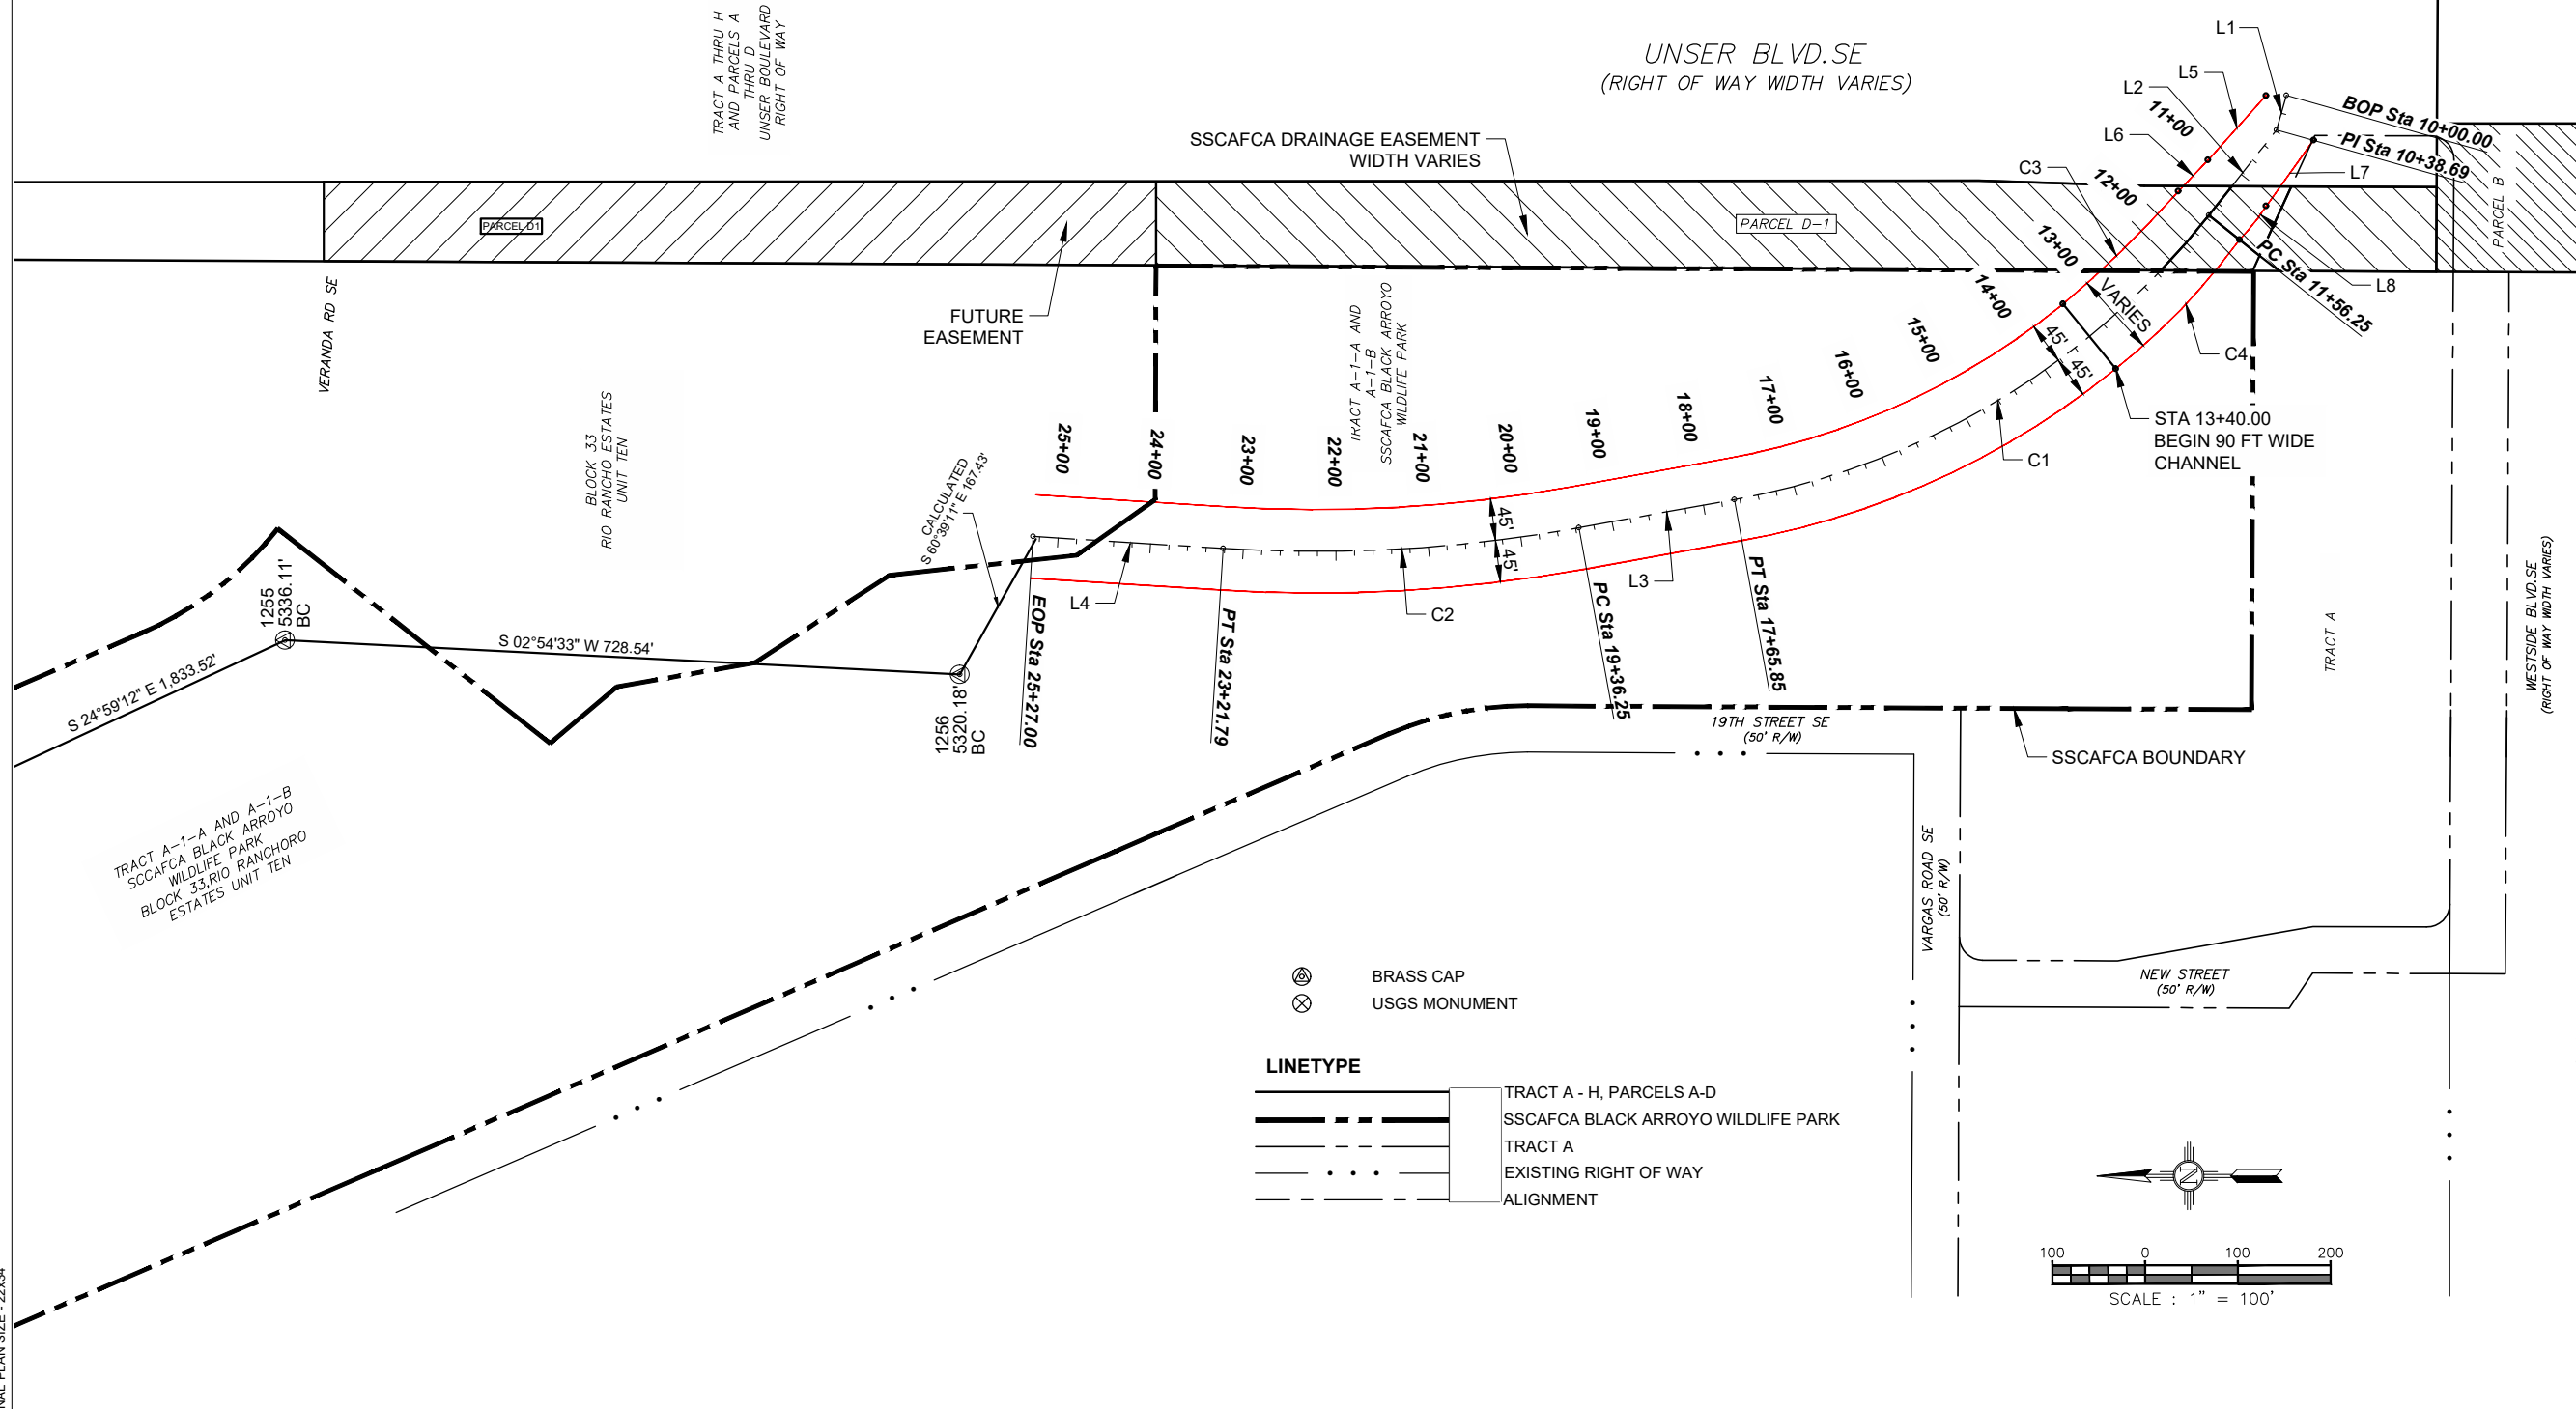 TRACT A THRU H
AND PARCELS A
THRU D
UNSER BOULEVARD
RIGHT OF WAY
UNSER BLVD.SE
(RIGHT OF WAY WIDTH VARIES)
SSCAFCA DRAINAGE EASEMENT
WIDTH VARIES
L1
L5
L2
11+00
L6
C3
12+00
BOP Sta 10+00.00
PI Sta 10+38.69
L7
PARCEL B
PARCEL D1
PARCEL D-1
13+00
PC Sta 11+56.25
L8
VERANDA RD SE
FUTURE
EASEMENT
TRACT A-1-A AND
A-1-B
SSCAFCA BLACK ARROYO
WILDLIFE PARK
14+00
VARIES
15+00
45'
45'
C4
16+00
17+00
18+00
19+00
20+00
21+00
22+00
23+00
24+00
25+00
BLOCK 33
RIO RANCHO ESTATES
UNIT TEN
CALCULATED
S 60°39'11" E 167.43'
STA 13+40.00
BEGIN 90 FT WIDE
CHANNEL
C1
45'
45'
L4
C2
L3
EOP Sta 25+27.00
PT Sta 23+21.79
PC Sta 19+36.25
PT Sta 17+65.85
1255
5336.11'
BC
S 02°54'33" W 728.54'
1256
5320.18'
BC
S 24°59'12" E 1,833.52'
TRACT A
WESTSIDE BLVD.SE
(RIGHT OF WAY WIDTH VARIES)
19TH STREET SE
(50' R/W)
SSCAFCA BOUNDARY
TRACT A-1-A AND A-1-B
SCCAFCA BLACK ARROYO
WILDLIFE PARK
BLOCK 33,RIO RANCHORO
ESTATES UNIT TEN
VARGAS ROAD SE
(50' R/W)
NEW STREET
(50' R/W)
BRASS CAP
USGS MONUMENT
LINETYPE
TRACT A - H, PARCELS A-D
SSCAFCA BLACK ARROYO WILDLIFE PARK
TRACT A
EXISTING RIGHT OF WAY
ALIGNMENT
N
100 0 100 200
SCALE : 1" = 100'
PLAN SIZE - 22x34